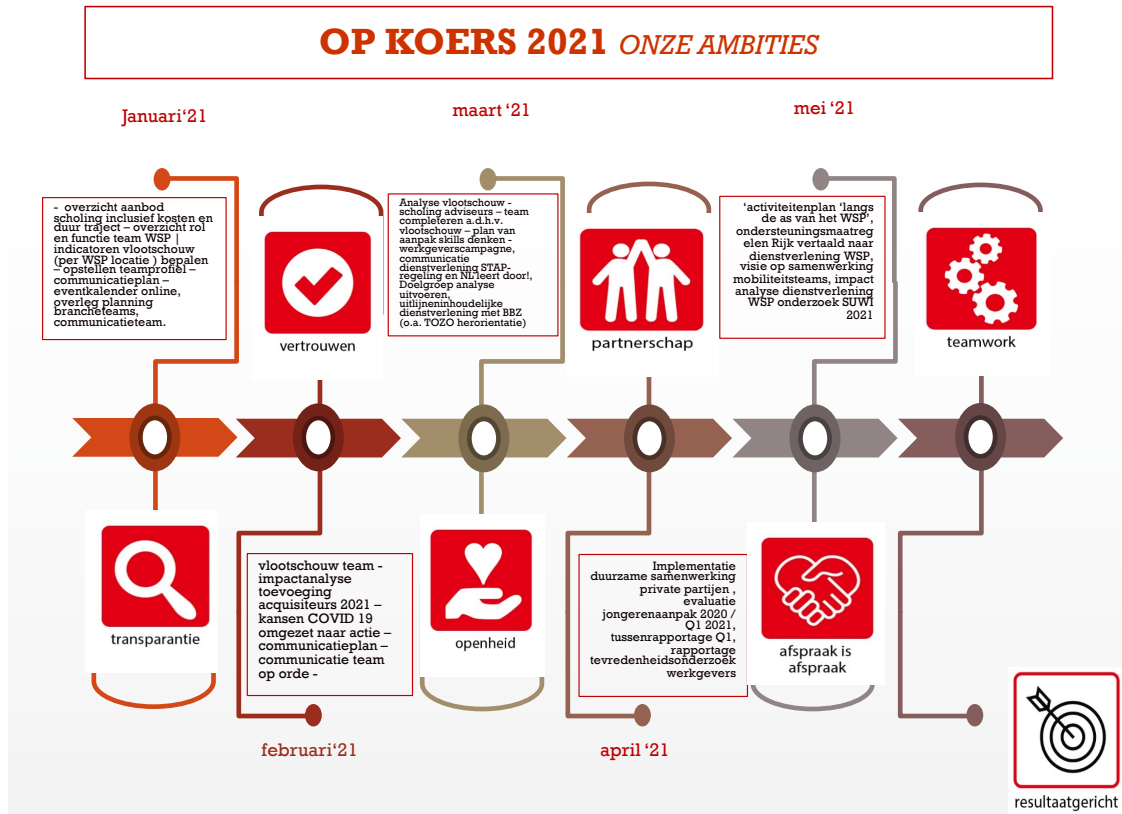 OP KOERS 2021 ONZE AMBITIES
Januari‘21
maart ‘21
mei ‘21
- overzicht aanbod
scholing inclusief kosten en
duur traject – overzicht rol
en functie team WSP |
indicatoren vlootschouw
(per WSP locatie ) bepalen
– opstellen teamprofiel –
communicatieplan –
eventkalender online,
overleg planning
brancheteams,
communicatieteam.
vertrouwen
Analyse vlootschouw -
scholing adviseurs – team
completeren a.d.h.v.
vlootschouw – plan van
aanpak skills denken -
werkgeverscampagne,
communicatie
dienstverlening STAP-
regeling en NL leert door!,
Doelgroep analyse
uitvoeren,
uitlijneninhoudelijke
dienstverlening met BBZ
(o.a. TOZO herorientatie)
partnerschap
‘activiteitenplan ‘langs
de as van het WSP’,
ondersteuningsmaatreg
elen Rijk vertaald naar
dienstverlening WSP,
visie op samenwerking
mobiliteitsteams, impact
analyse dienstverlening
WSP onderzoek SUWI
2021
teamwork
transparantie
vlootschouw team -
impactanalyse
toevoeging
acquisiteurs 2021 –
kansen COVID 19
omgezet naar actie –
communicatieplan –
communicatie team
op orde -
openheid
Implementatie
duurzame samenwerking
private partijen ,
evaluatie
jongerenaanpak 2020 /
Q1 2021,
tussenrapportage Q1,
rapportage
tevredenheidsonderzoek
werkgevers
afspraak is
afspraak
februari‘21
april ‘21
resultaatgericht